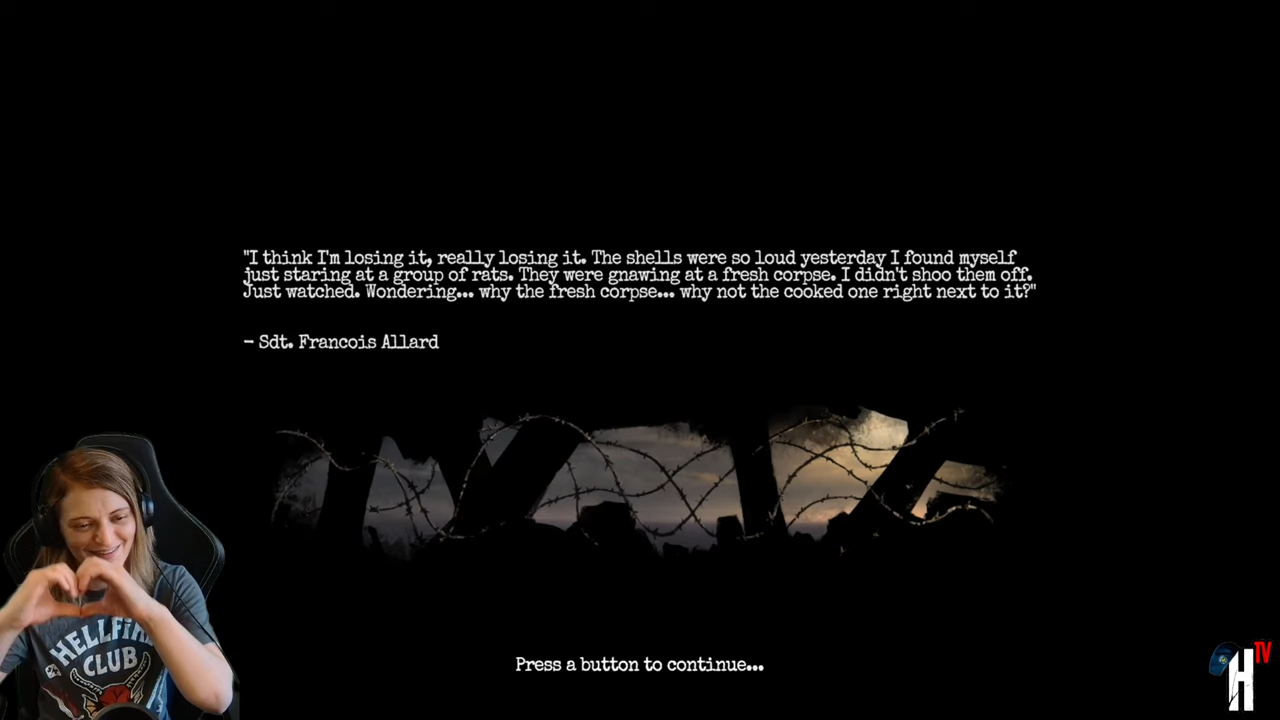 "I think I'm losing it, really losing it. The shells were so loud yesterday I found myself
just staring at a group of rats. They were gnawing at a fresh corpse. I didn't shoo them off.
Just watched. Wondering... why the fresh corpse... why not the cooked one right next to it?"
- Sdt. Francois Allard
HELLFIRE
CLUB
Press a button to continue...
H TV